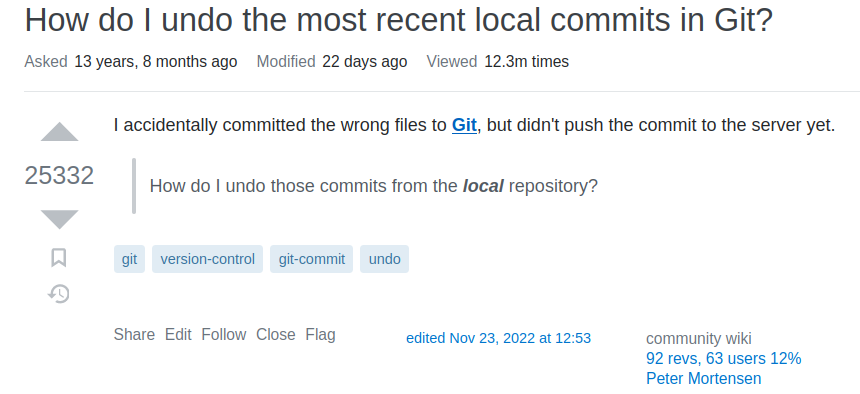 How do I undo the most recent local commits in Git?
Asked 13 years, 8 months ago Modified 22 days ago Viewed 12.3m times
I accidentally committed the wrong files to Git, but didn't push the commit to the server yet.
25332
How do I undo those commits from the local repository?
git version-control git-commit undo
Share Edit Follow Close Flag
edited Nov 23, 2022 at 12:53
community wiki
92 revs, 63 users 12%
Peter Mortensen